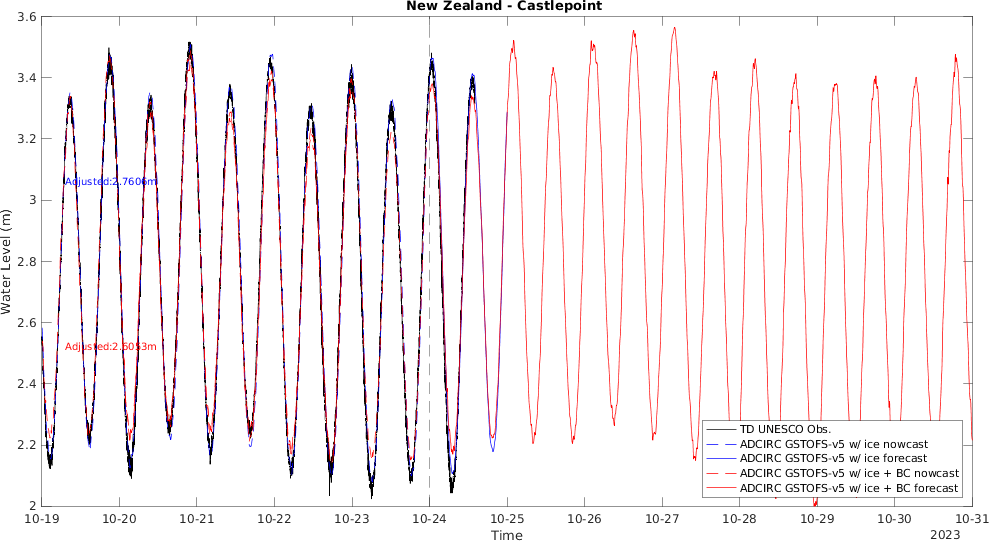 New Zealand - Castlepoint
3.6
3.4
3.2
3
2.8
2.6
2.4
2.2
2
Water Level (m)
Adjusted:2.7606m
Adjusted:2.6053m
TD UNESCO Obs.
ADCIRC GSTOFS-v5 w/ ice nowcast
ADCIRC GSTOFS-v5 w/ ice forecast
ADCIRC GSTOFS-v5 w/ ice + BC nowcast
ADCIRC GSTOFS-v5 w/ ice + BC forecast
10-19 10-20 10-21 10-22 10-23 10-24 10-25 10-26 10-27 10-28 10-29 10-30 10-31
Time
2023